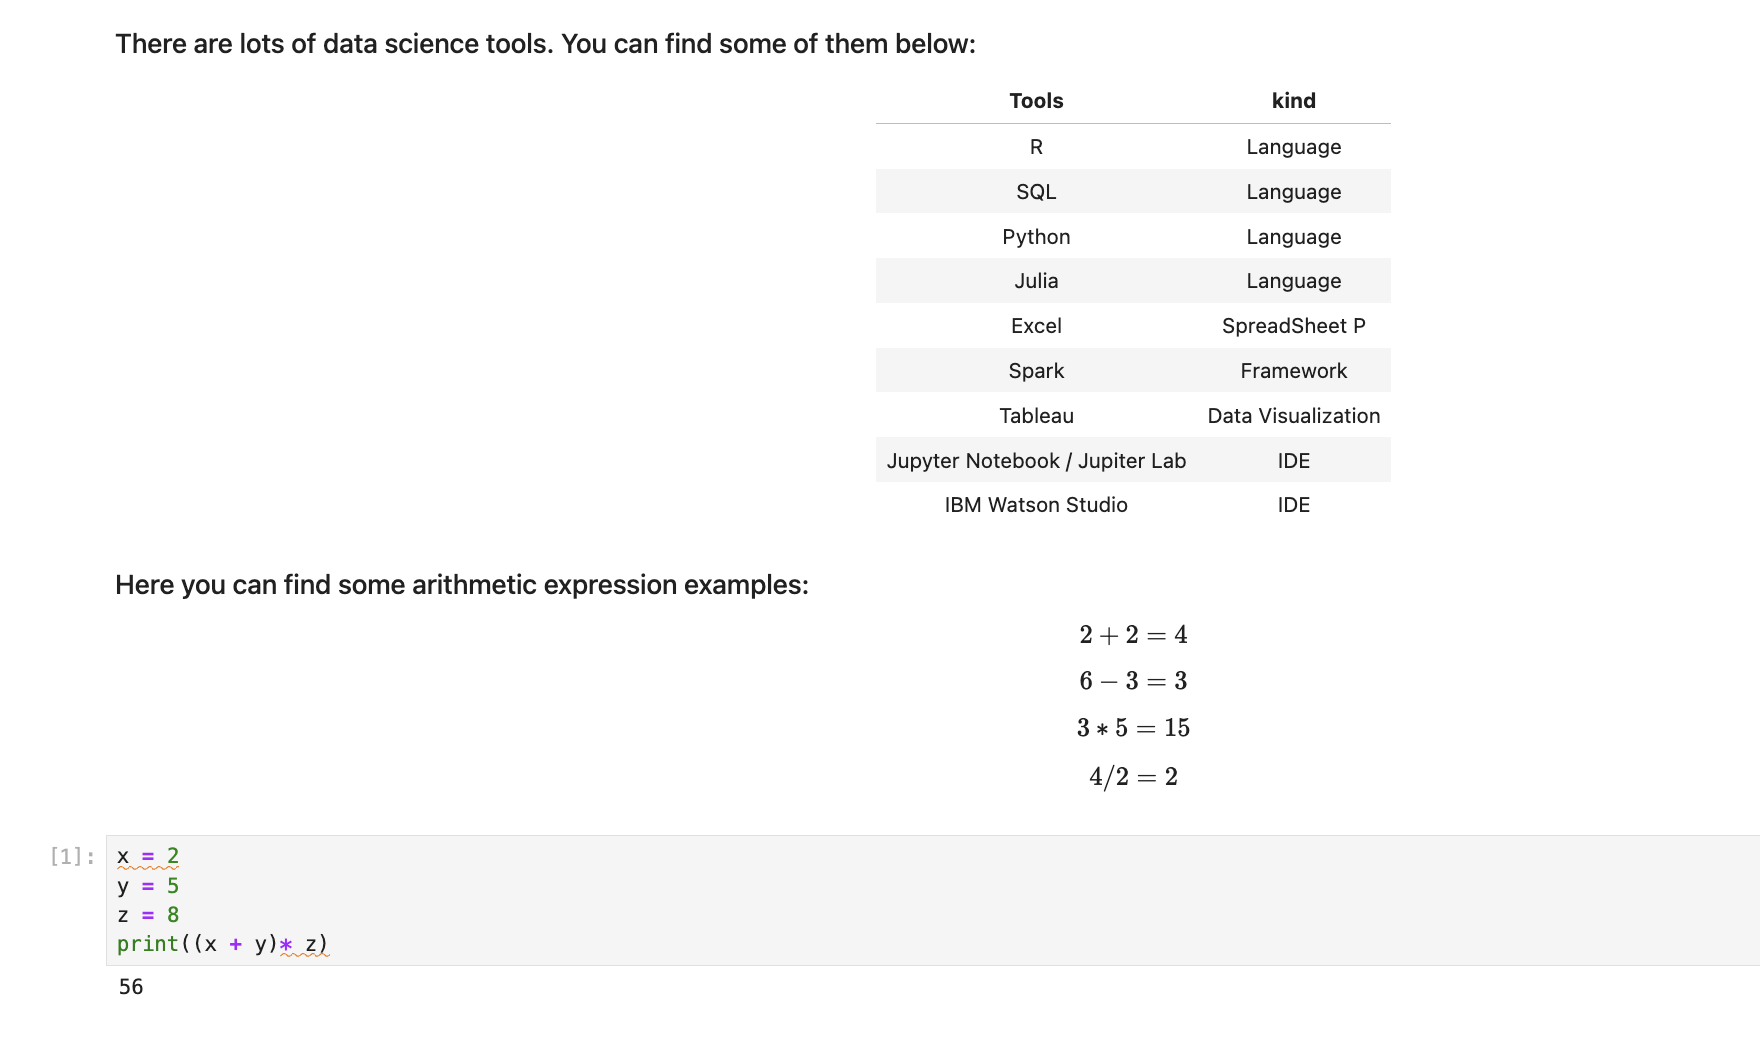 There are lots of data science tools. You can find some of them below:
Tools kind
R Language
SQL Language
Python Language
Julia Language
Excel SpreadSheet P
Spark Framework
Tableau Data Visualization
Jupyter Notebook / Jupiter Lab IDE
IBM Watson Studio IDE
Here you can find some arithmetic expression examples:
2 + 2 = 4
6 − 3 = 3
3 ∗ 5 = 15
4/2 = 2
[1]: x = 2
y = 5
z = 8
print((x + y)* z)
56